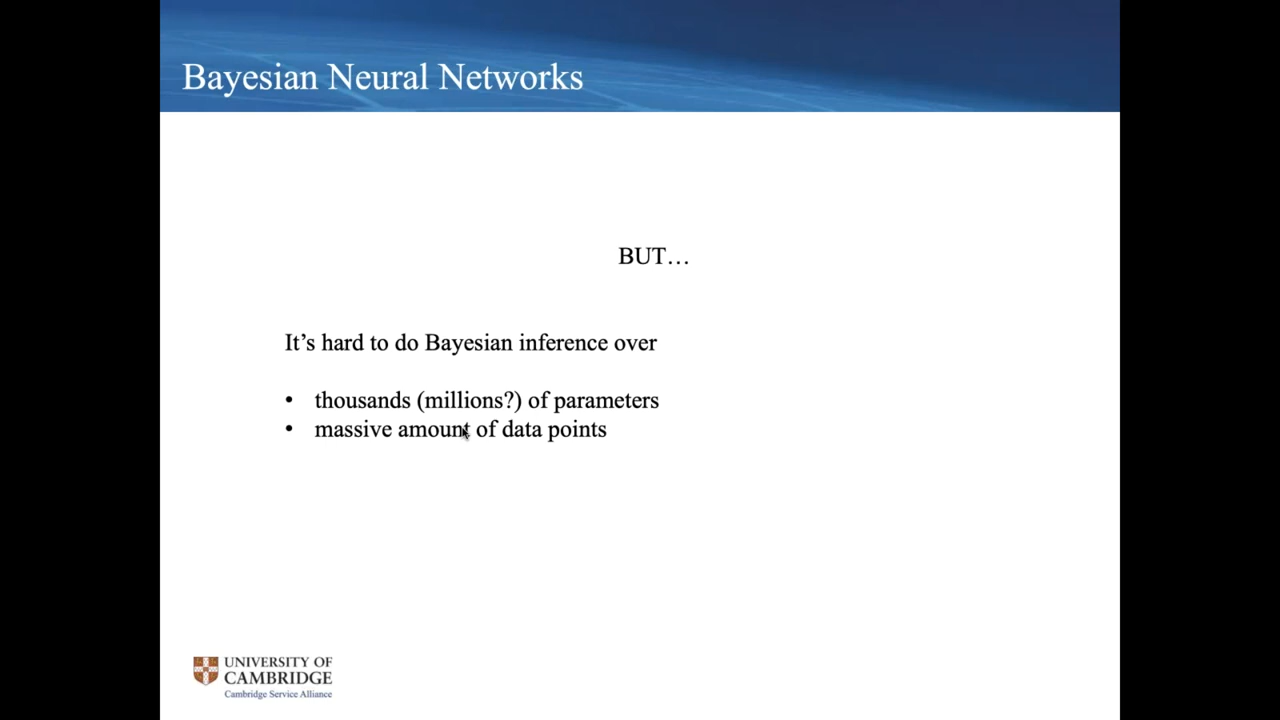 Bayesian Neural Networks
BUT…
It’s hard to do Bayesian inference over
• thousands (millions?) of parameters
• massive amount of data points
UNIVERSITY OF
CAMBRIDGE
Cambridge Service Alliance